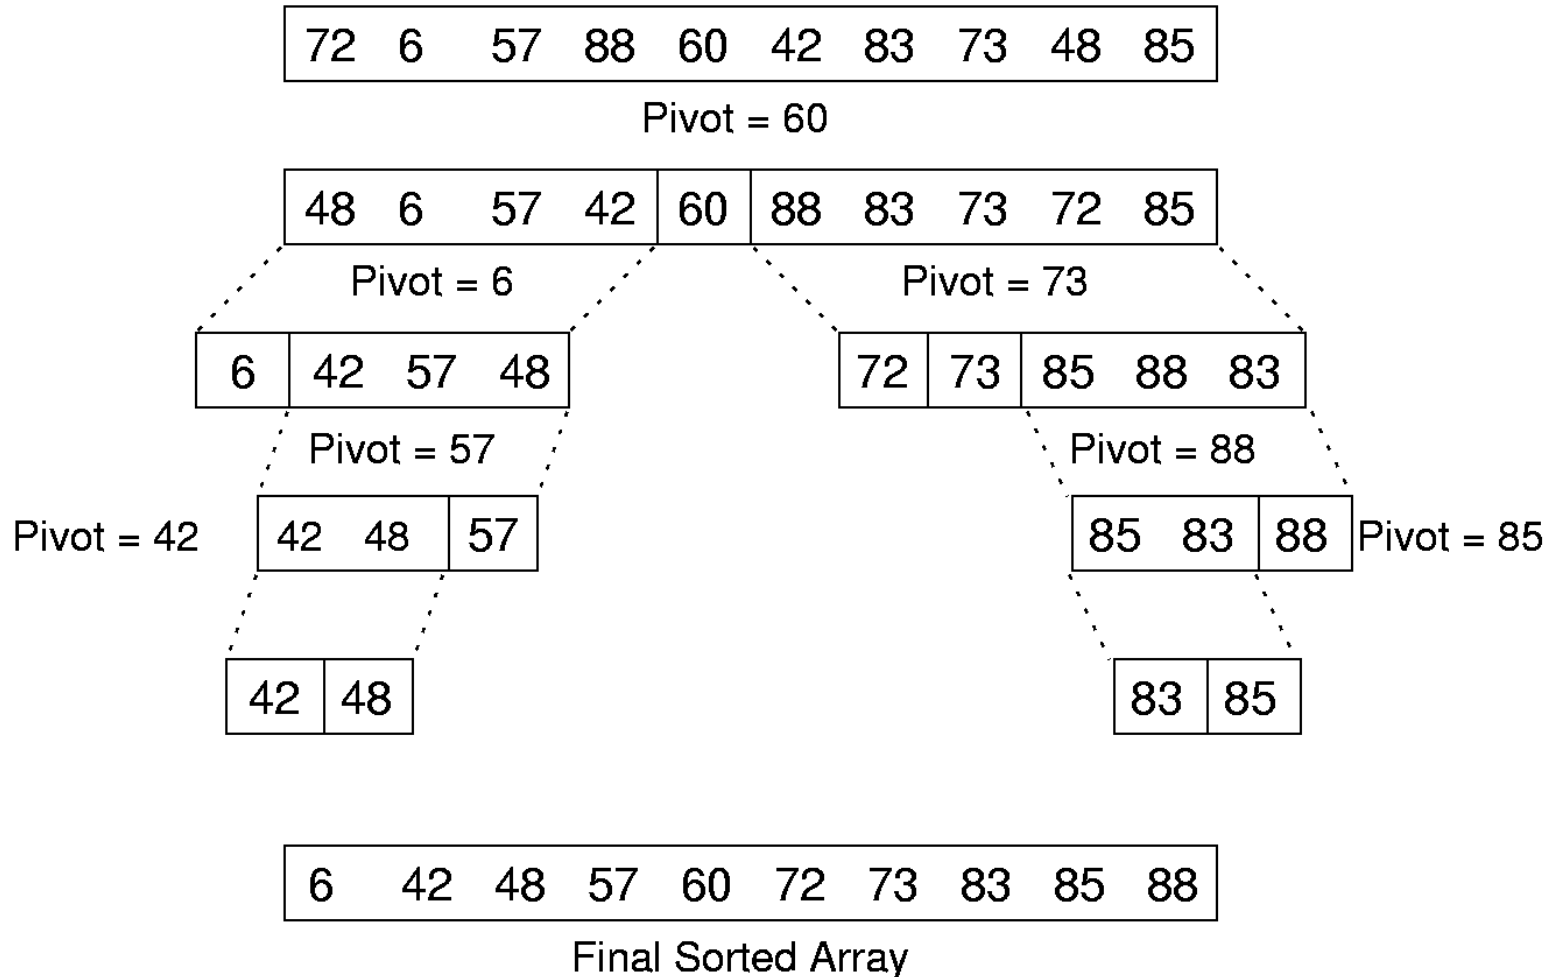 72 6 57 88 60 42 83 73 48 85
Pivot = 60
48 6 57 42 60 88 83 73 72 85
Pivot = 6 Pivot = 73
6 42 57 48 72 73 85 88 83
Pivot = 57 Pivot = 88
Pivot = 42 42 48 57 85 83 88 Pivot = 85
42 48 83 85
6 42 48 57 60 72 73 83 85 88
Final Sorted Array